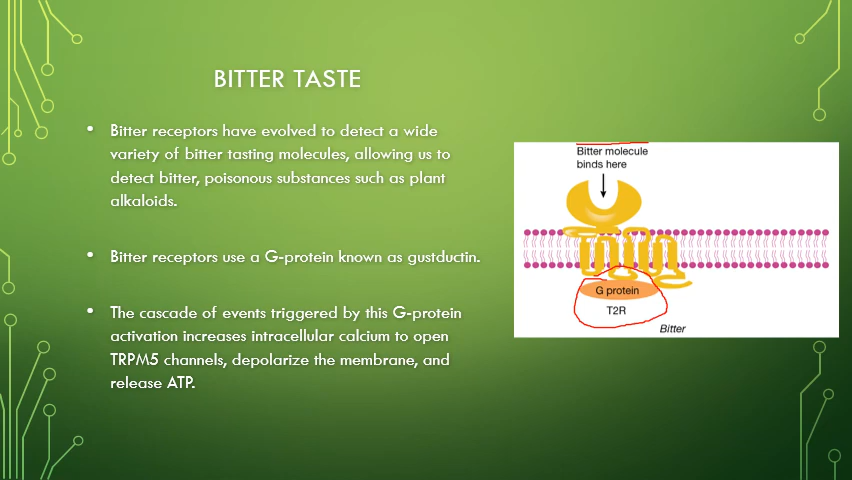 BITTER TASTE
• Bitter receptors have evolved to detect a wide
variety of bitter tasting molecules, allowing us to
detect bitter, poisonous substances such as plant
alkaloids.
• Bitter receptors use a G-protein known as gustductin.
• The cascade of events triggered by this G-protein
activation increases intracellular calcium to open
TRPM5 channels, depolarize the membrane, and
release ATP.
Bitter molecule
binds here
G protein
T2R
Bitter